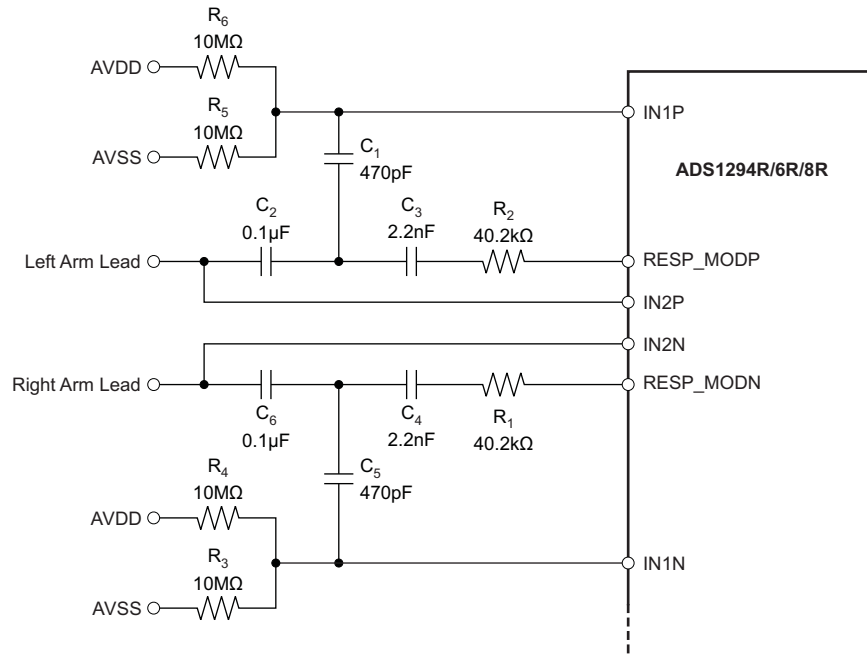 R6
10MΩ
AVDD
R5
10MΩ
AVSS
IN1P
C1
470pF
ADS1294R/6R/8R
C2
0.1µF
C3
2.2nF
R2
40.2kΩ
Left Arm Lead
RESP_MODP
IN2P
IN2N
Right Arm Lead
RESP_MODN
C6
0.1µF
C4
2.2nF
R1
40.2kΩ
C5
470pF
R4
10MΩ
AVDD
R3
10MΩ
AVSS
IN1N